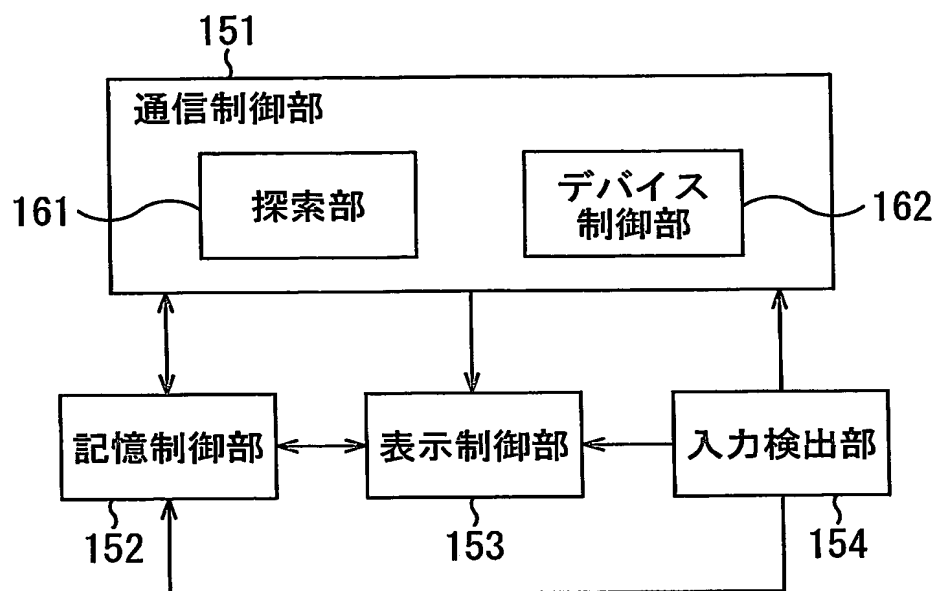 151
通信制御部
161
探索部
デバイス
制御部
162
記憶制御部
表示制御部
入力検出部
152
153
154